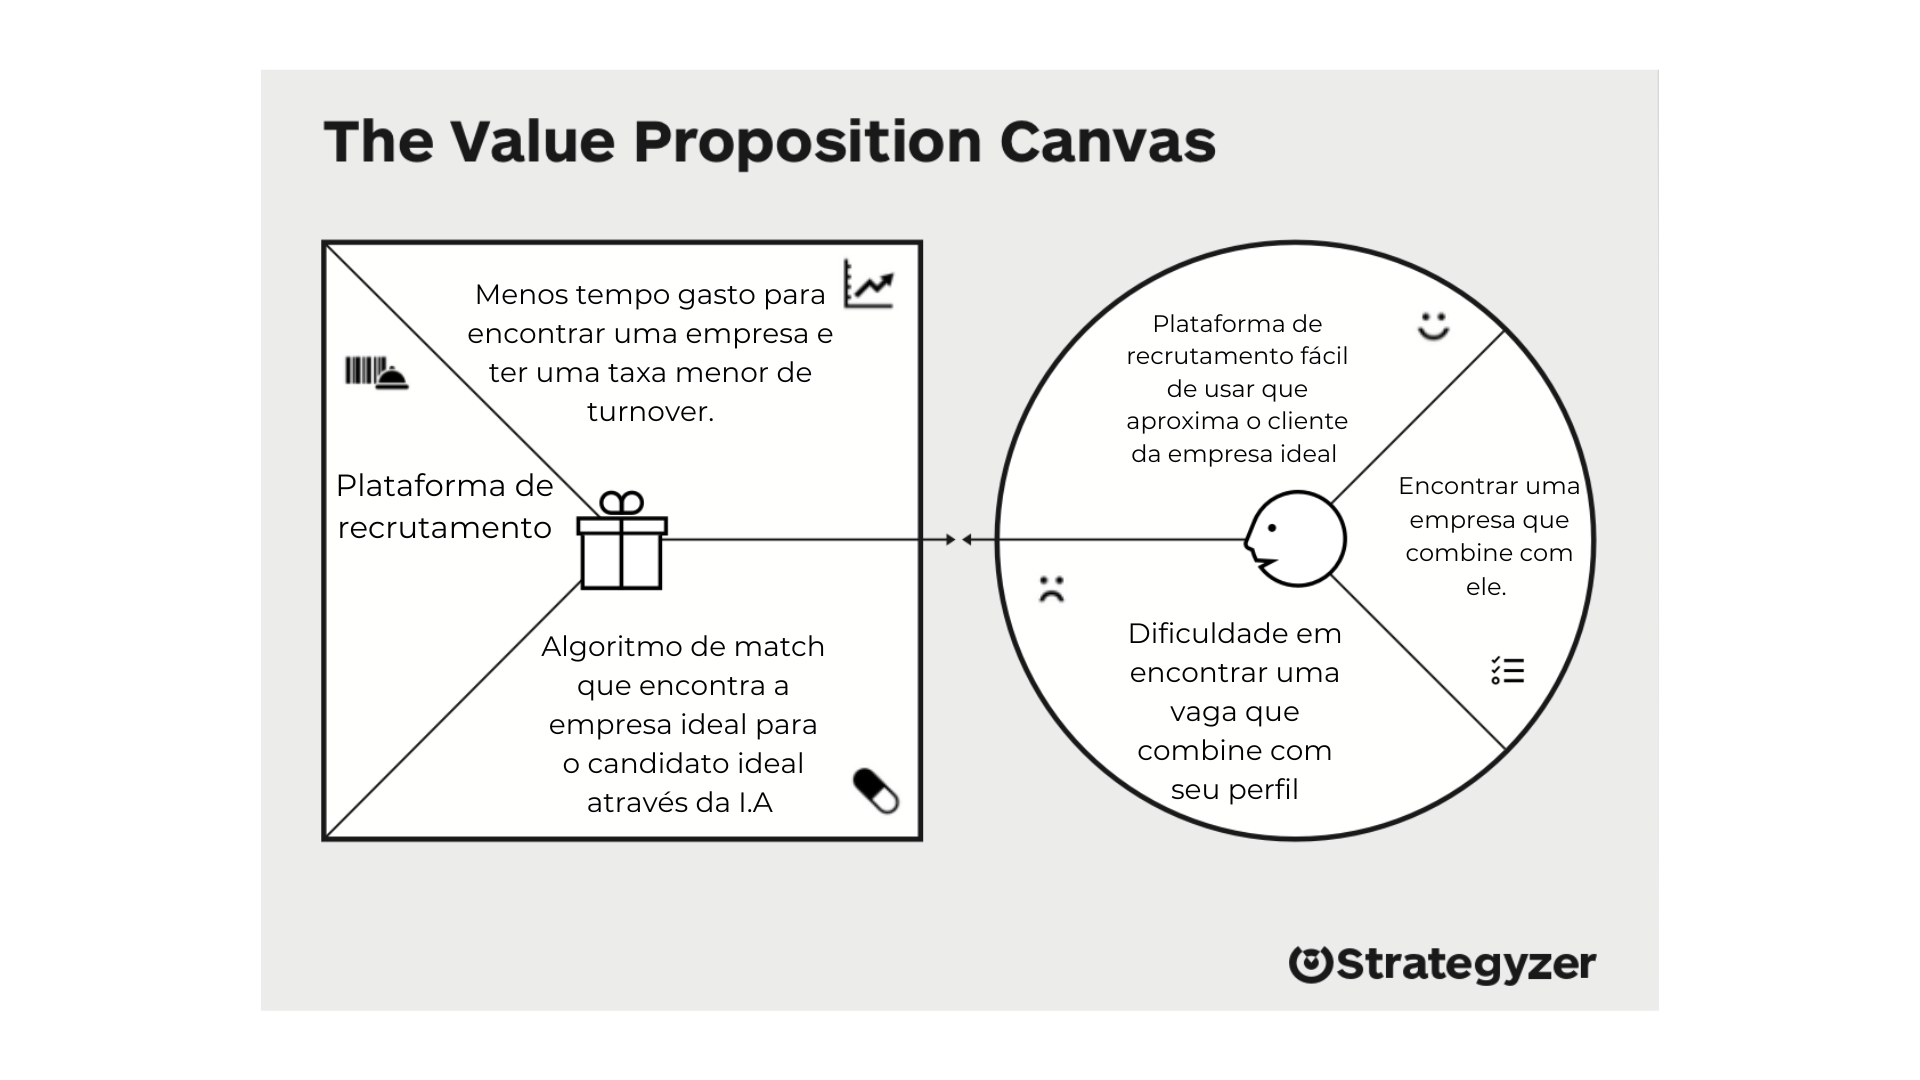 The Value Proposition Canvas
Menos tempo gasto para
encontrar uma empresa e
ter uma taxa menor de
turnover.
Plataforma de
recrutamento
Algoritmo de match
que encontra a
empresa ideal para
o candidato ideal
através da I.A
Plataforma de
recrutamento fácil
de usar que
aproxima o cliente
da empresa ideal
Encontrar uma
empresa que
combine com
ele.
Dificuldade em
encontrar uma
vaga que
combine com
seu perfil
Strategyzer